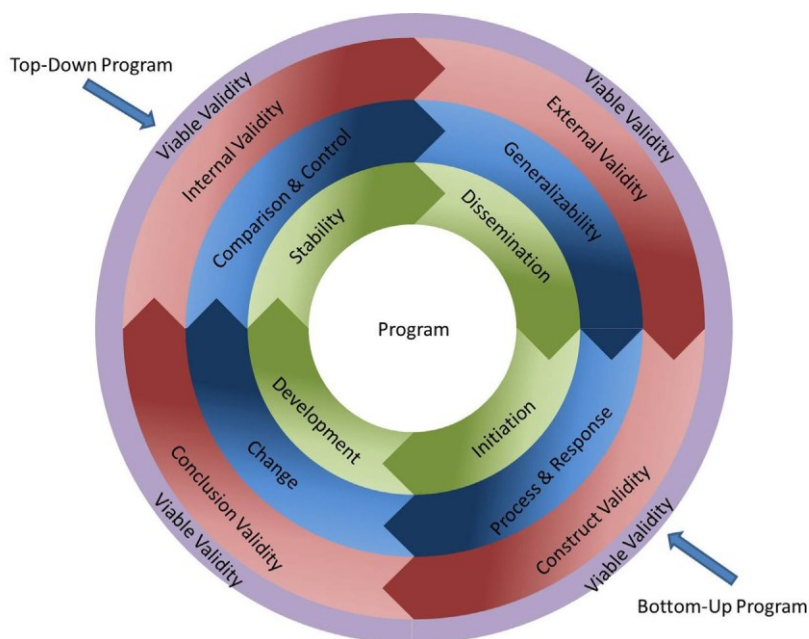 Top-Down Program
Viable Validity
Viable Validity
Internal Validity
External Validity
Comparison & Control
Generalizability
Stability
Dissemination
Program
Development
Initiation
Change
Process & Response
Conclusion Validity
Construct Validity
Viable Validity
Viable Validity
Bottom-Up Program